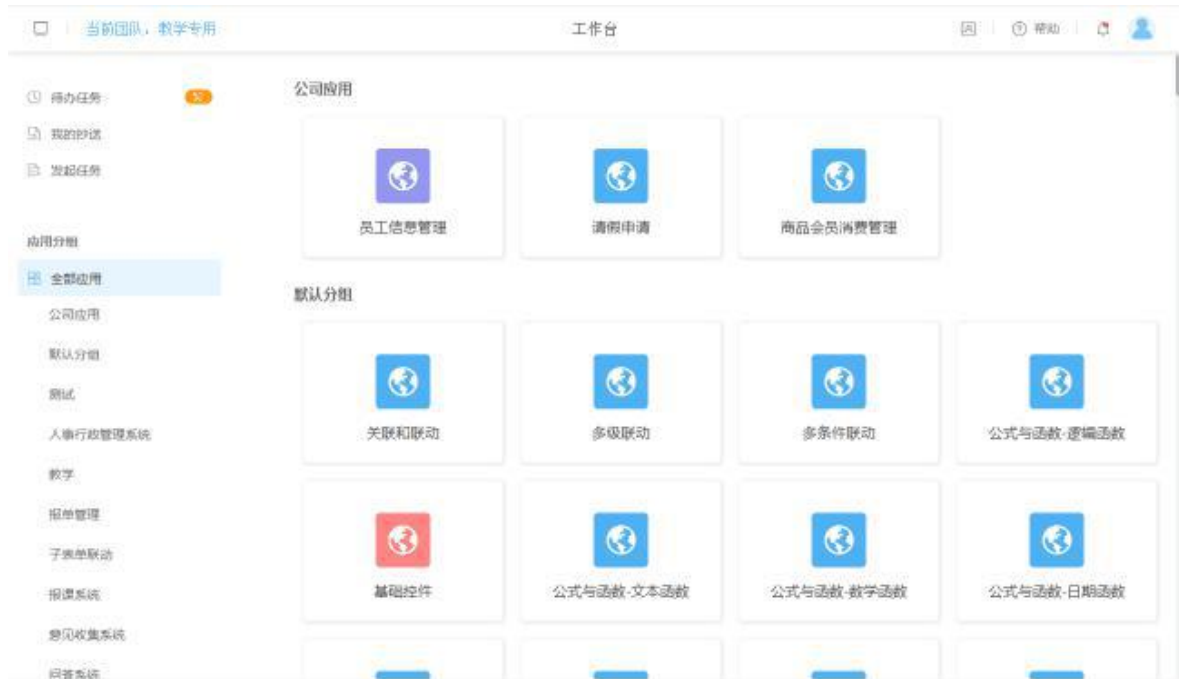 当前团队，教学专用
工作台
帮助
待办任务
我的抄送
发起任务
应用分组
全部应用
公司应用
默认分组
测试
人事行政管理系统
教学
报单管理
子表单联动
报课系统
意见收集系统
问答系统
公司应用
员工信息管理
请假申请
商品会员消费管理
默认分组
关联和联动
多级联动
多条件联动
公式与函数-逻辑函数
基础控件
公式与函数-文本函数
公式与函数-数学函数
公式与函数-日期函数